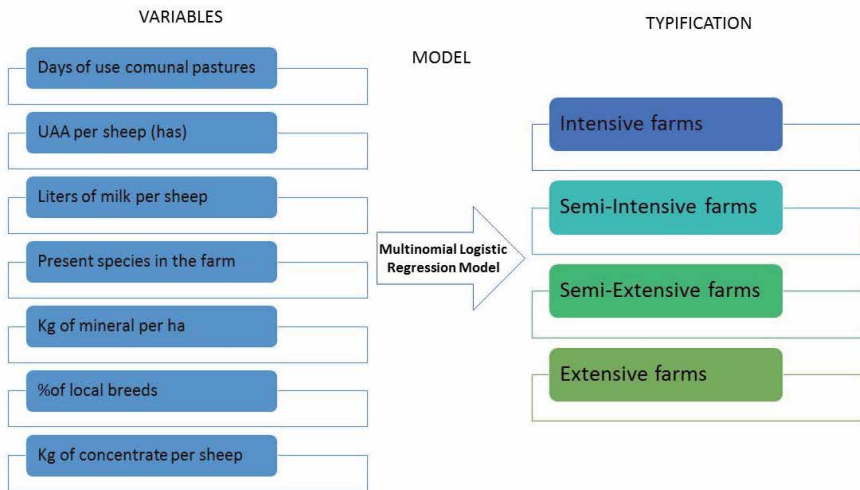 VARIABLES
Days of use comunal pastures
UAA per sheep (has)
Liters of milk per sheep
Present species in the farm
Kg of mineral per ha
%of local breeds
Kg of concentrate per sheep
MODEL
Multinomial Logistic
Regression Model
TYPIFICATION
Intensive farms
Semi-Intensive farms
Semi-Extensive farms
Extensive farms